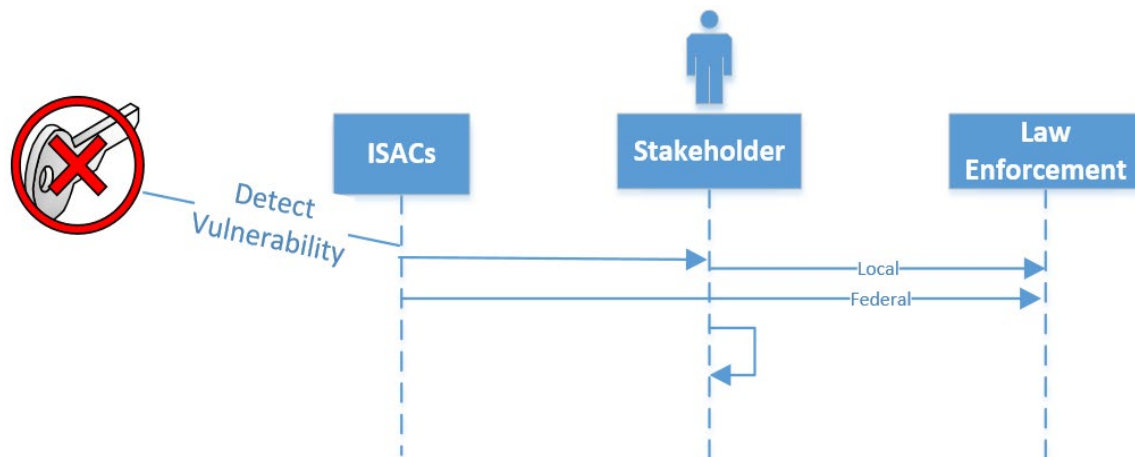 ISACs
Stakeholder
Law
Enforcement
Detect
Vulnerability
Local
Federal